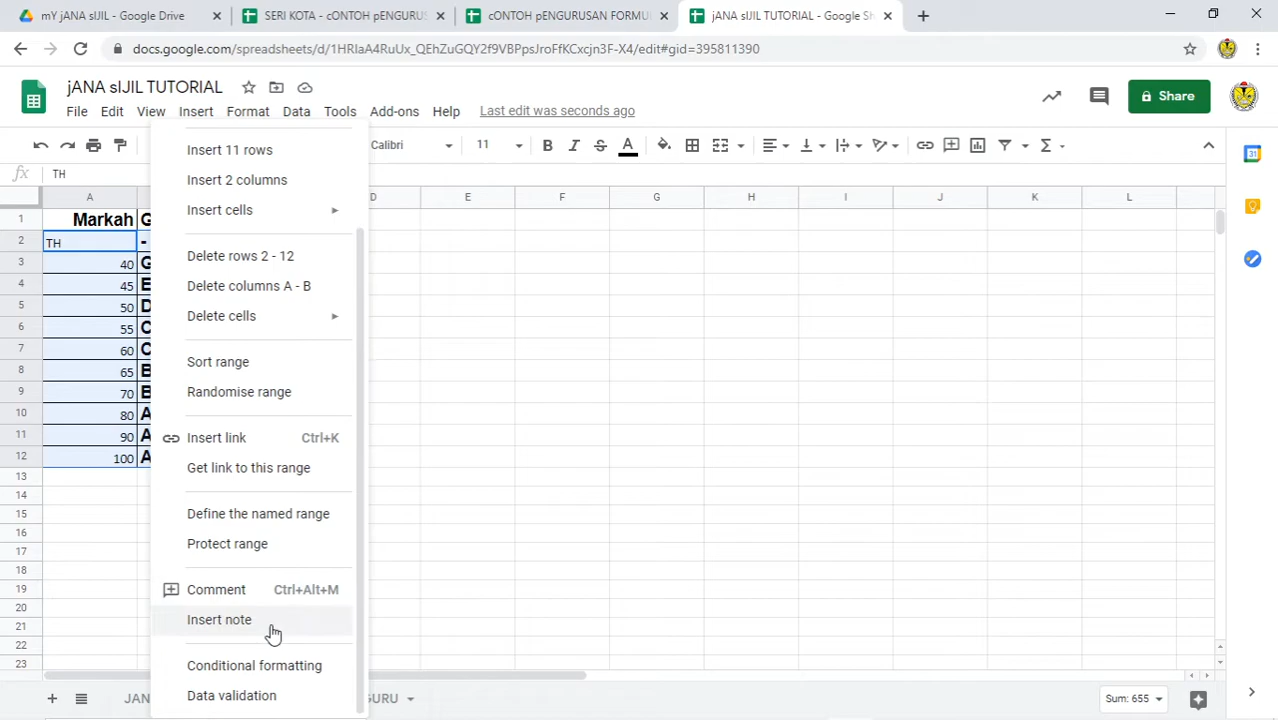 mY jANA sIJIL - Google Drive
SERI KOTA - cONTOH pENGURUS
cONTOH pENGURUSAN FORMUL
jANA sIJIL TUTORIAL - Google Sh
docs.google.com/spreadsheets/d/1HRIaA4RuUx_QEhZuGQY2f9VBPpsJroFfKCxcjn3F-X4/edit#gid=395811390
jANA sIJIL TUTORIAL
File Edit View Insert Format Data Tools Add-ons Help Last edit was seconds ago
Share
Calibri 11
fx TH
A D E F G H I J K L
1 Markah G
2 TH -
3 40 G
4 45 E
5 50 D
6 55 C
7 60 C
8 65 B
9 70 B
10 80 A
11 90 A
12 100 A
13
14
15
16
17
18
19
20
21
22
23
Insert 11 rows
Insert 2 columns
Insert cells
Delete rows 2 - 12
Delete columns A - B
Delete cells
Sort range
Randomise range
Insert link Ctrl+K
Get link to this range
Define the named range
Protect range
Comment Ctrl+Alt+M
Insert note
Conditional formatting
Data validation
JAN
GURU
Sum: 655
31